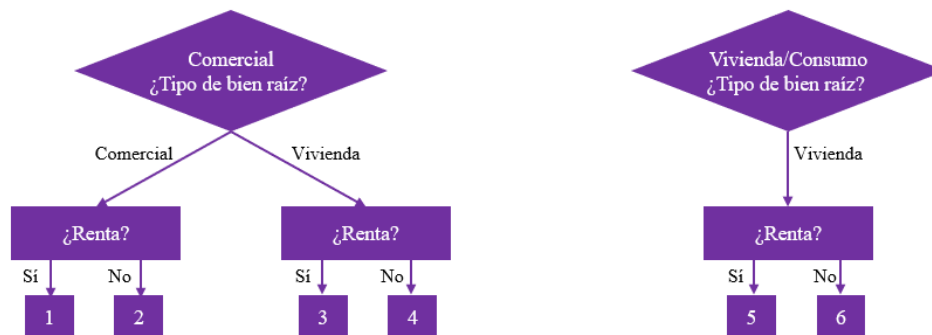 Comercial
¿Tipo de bien raíz?
Vivienda/Consumo
¿Tipo de bien raíz?
Comercial
Vivienda
Vivienda
¿Renta?
¿Renta?
¿Renta?
Sí
No
Sí
No
Sí
No
1
2
3
4
5
6